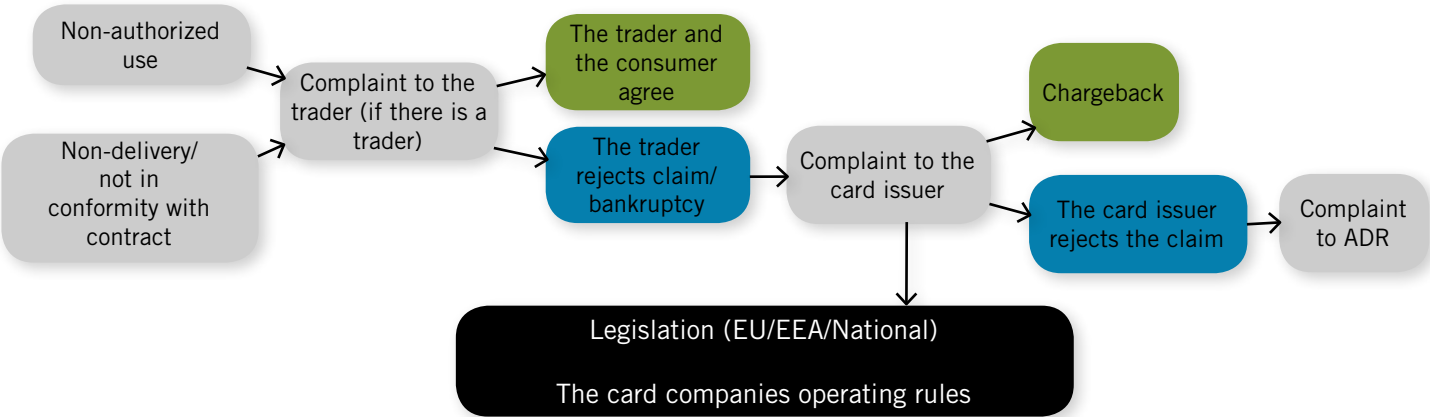 Non-authorized
use
Non-delivery/
not in
conformity with
contract
Complaint to the
trader (if there is a
trader)
The trader and
the consumer
agree
The trader
rejects claim/
bankruptcy
Complaint to the
card issuer
Chargeback
The card issuer
rejects the claim
Complaint
to ADR
Legislation (EU/EEA/National)
The card companies operating rules